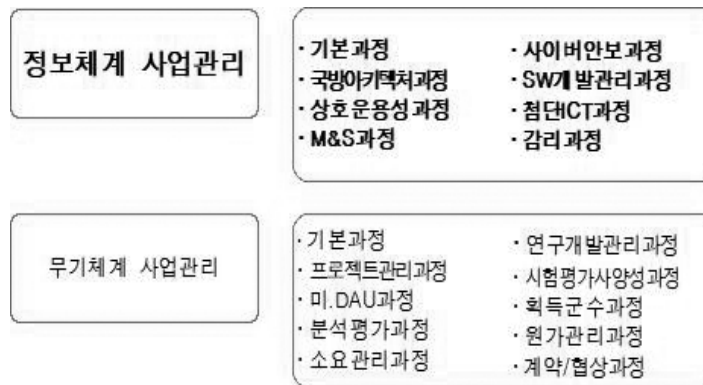 정보체계 사업관리
· 기본과정
· 국방아키텍처과정
· 상호운용성과정
· M&S과정
· 사이버안보과정
· SW개발관리과정
· 첨단ICT과정
· 감리과정
무기체계 사업관리
· 기본과정
· 프로젝트관리과정
· 미.DAU과정
· 분석평가과정
· 소요관리과정
· 연구개발관리과정
· 시험평가사양성과정
· 획득군수과정
· 원가관리과정
· 계약/협상과정